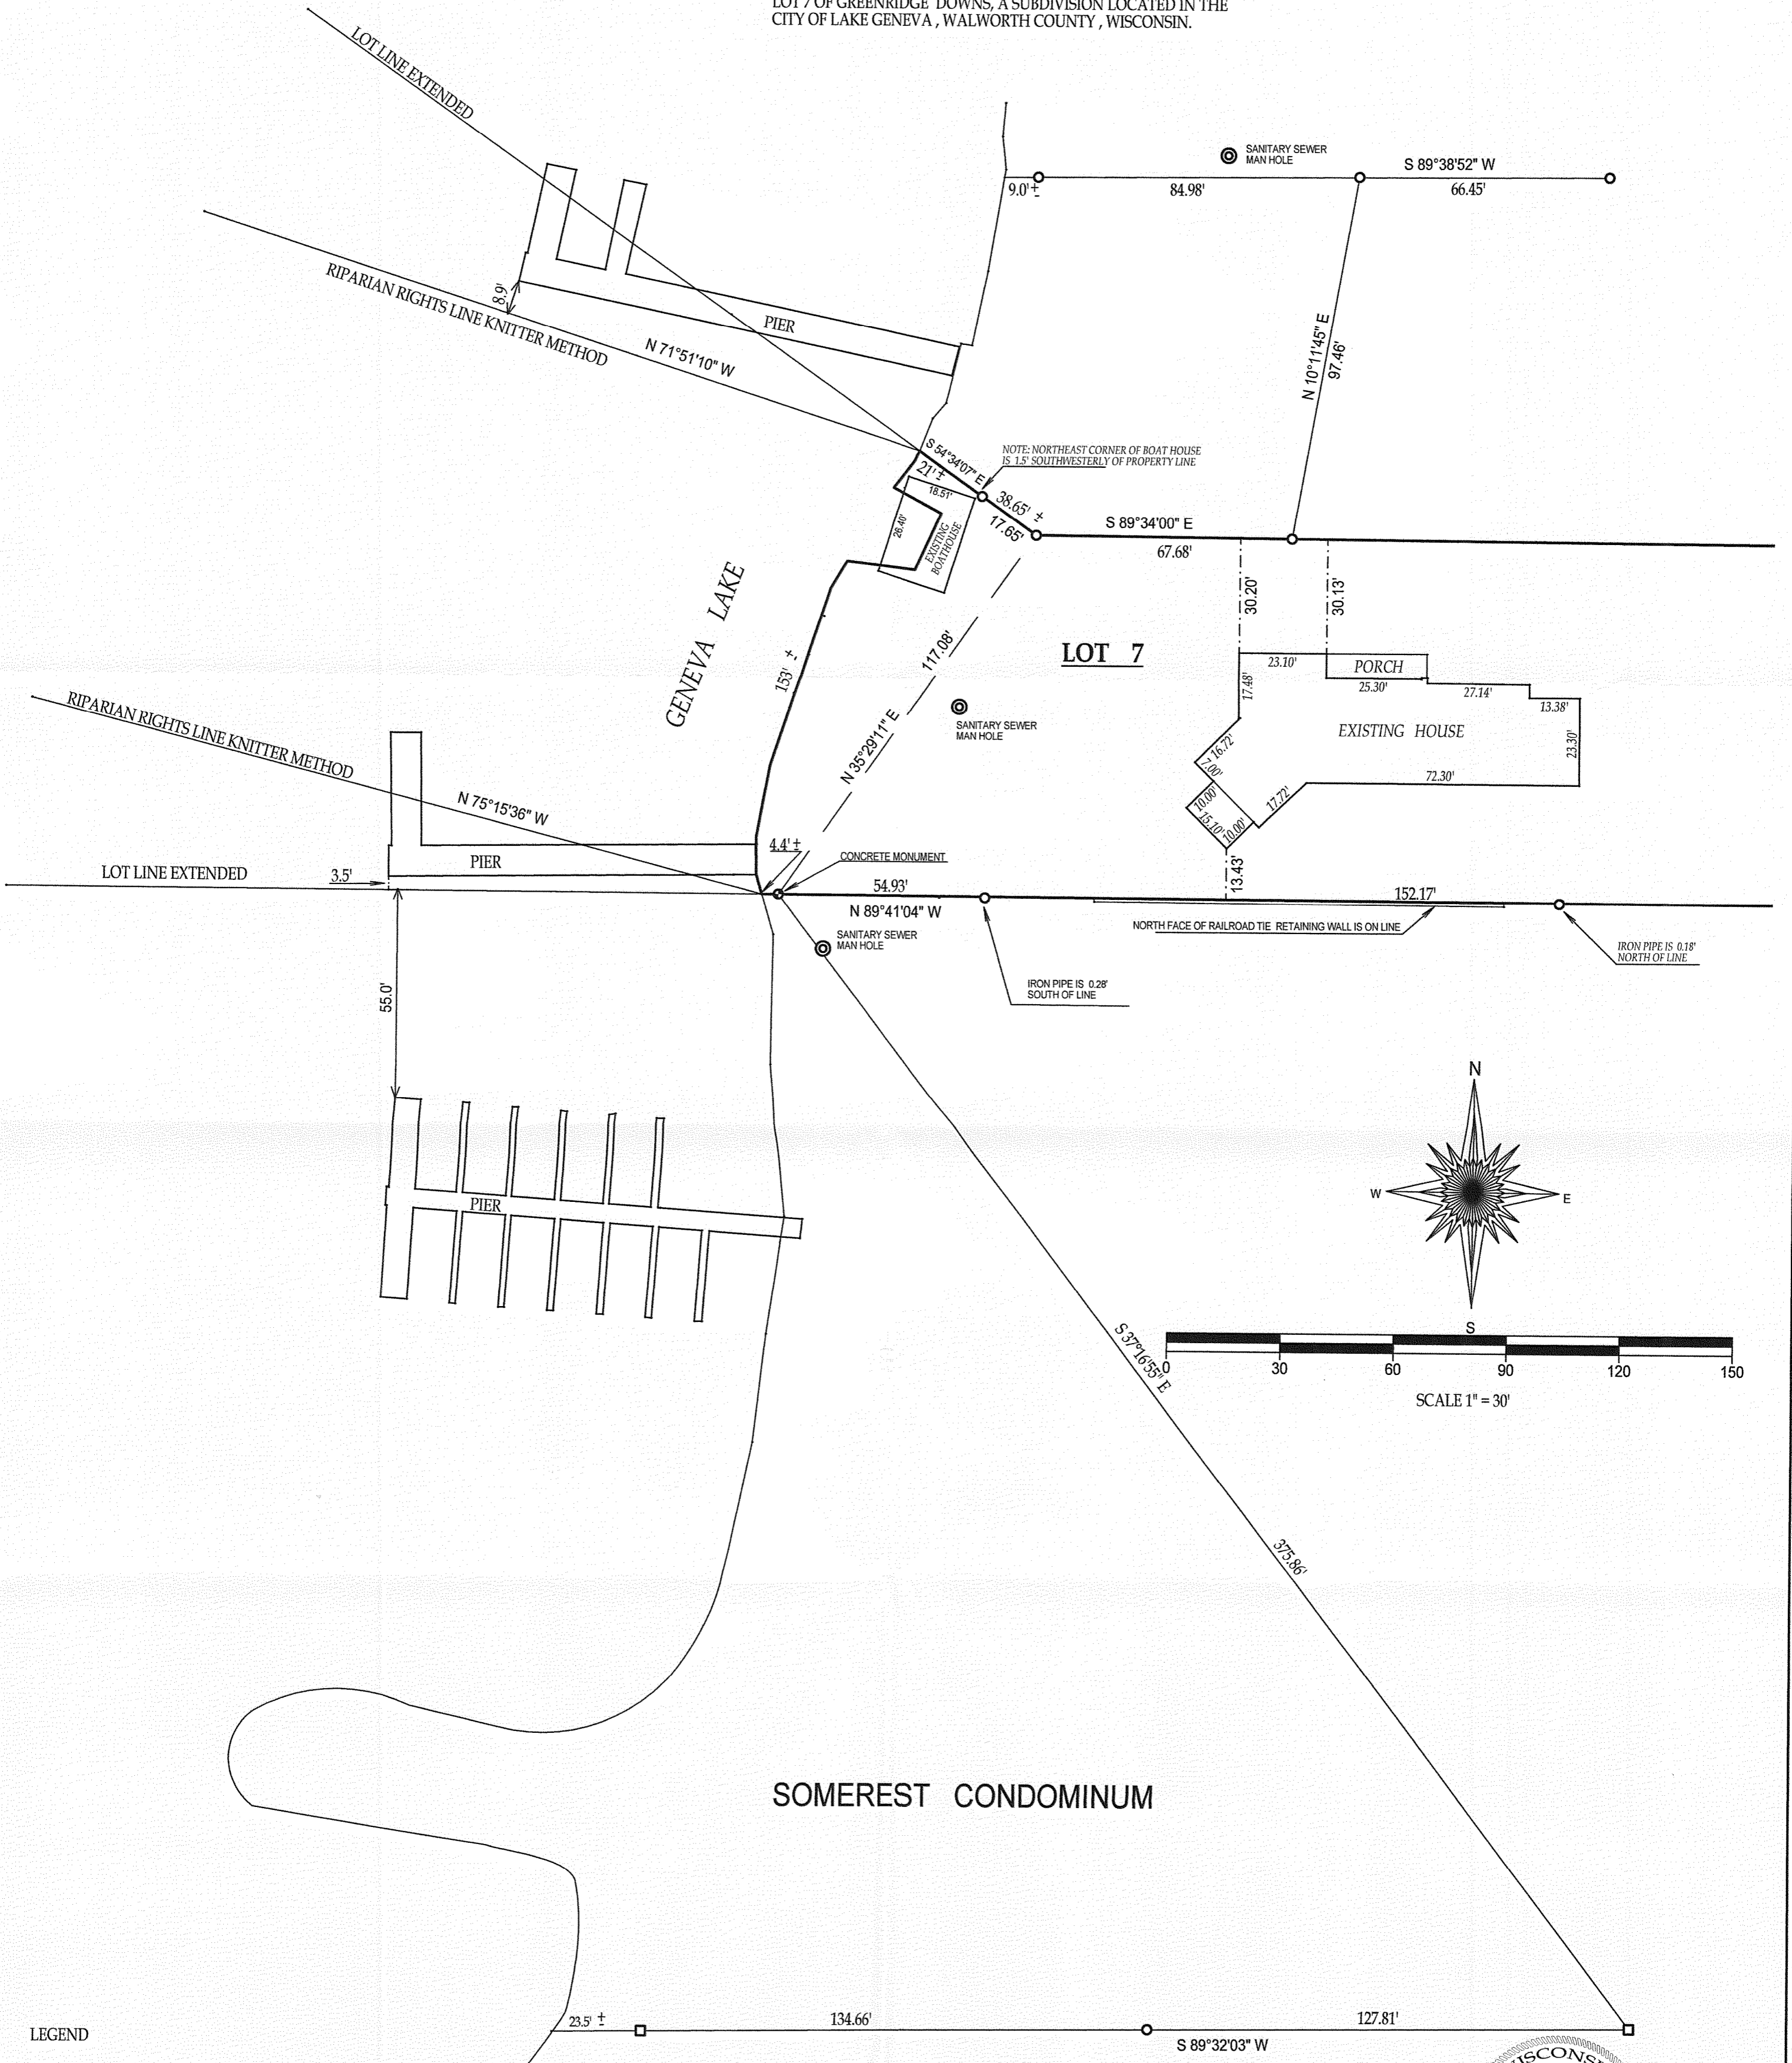 LOT 7 OF GREENRIDGE DOWNS, A SUBDIVISION LOCATED IN THE
CITY OF LAKE GENEVA , WALWORTH COUNTY , WISCONSIN.
LOT LINE EXTENDED
SANITARY SEWER
MAN HOLE
S 89°38'52" W
9.0' ±
84.98'
66.45'
RIPARIAN RIGHTS LINE KNITTER METHOD
8.9'
PIER
N 71°51'10" W
N 10°11'45" E
97.46'
S 54°34'07" E
21' ±
NOTE: NORTHEAST CORNER OF BOAT HOUSE
IS 1.5' SOUTHWESTERLY OF PROPERTY LINE
18.51'
38.65' ±
17.65'
26.40'
EXISTING
BOATHOUSE
S 89°34'00" E
67.68'
GENEVA LAKE
30.20'
30.13'
117.08'
LOT 7
153' ±
23.10'
PORCH
17.48'
25.30'
27.14'
13.38'
SANITARY SEWER
MAN HOLE
EXISTING HOUSE
23.30'
16.72'
7.00'
72.30'
10.00'
17.72'
15.10'
10.00'
N 35°29'11" E
RIPARIAN RIGHTS LINE KNITTER METHOD
N 75°15'36" W
4.4' ±
CONCRETE MONUMENT
PIER
LOT LINE EXTENDED
3.5'
13.43'
54.93'
152.17'
N 89°41'04" W
NORTH FACE OF RAILROAD TIE RETAINING WALL IS ON LINE
SANITARY SEWER
MAN HOLE
IRON PIPE IS 0.18'
NORTH OF LINE
IRON PIPE IS 0.28'
SOUTH OF LINE
55.0'
N
W
E
S
PIER
0 30 60 90 120 150
SCALE 1" = 30'
S 37°16'55" E
375.86'
SOMEREST CONDOMINUM
LEGEND
23.5' ±
134.66'
127.81'
S 89°32'03" W